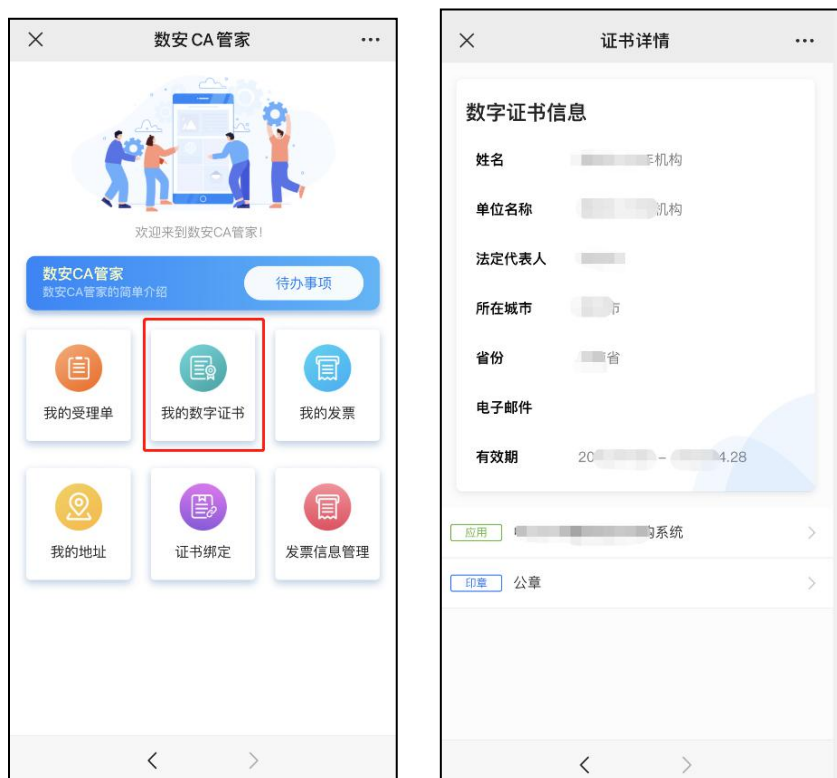 数安CA管家
欢迎来到数安CA管家!
数安CA管家
数安CA管家的简单介绍
待办事项
我的受理单
我的数字证书
我的发票
我的地址
证书绑定
发票信息管理
证书详情
数字证书信息
姓名 机构
单位名称 机构
法定代表人
所在城市 市
省份 省
电子邮件
有效期 20 – 4.28
应用 系统
印章 公章